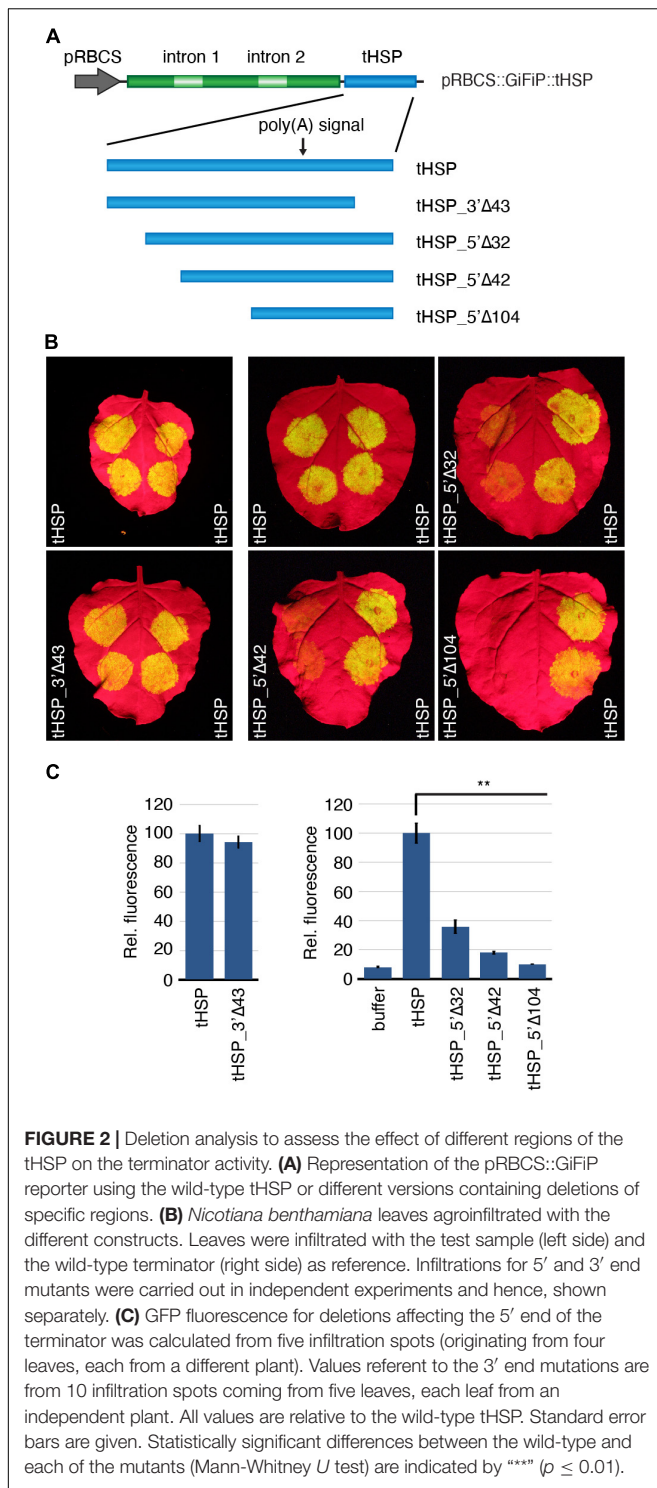 A
pRBCS
intron 1
intron 2
tHSP
pRBCS::GiFiP::tHSP
poly(A) signal
tHSP
tHSP_3'Δ43
tHSP_5'Δ32
tHSP_5'Δ42
tHSP_5'Δ104
B
tHSP
tHSP
tHSP
tHSP
tHSP_5'Δ32
tHSP
tHSP_3'Δ43
tHSP
tHSP_5'Δ42
tHSP
tHSP_5'Δ104
tHSP
C
Rel. fluorescence
120
100
80
60
40
20
0
tHSP
tHSP_3'Δ43
Rel. fluorescence
120
100
80
60
40
20
0
**
buffer
tHSP
tHSP_5'Δ32
tHSP_5'Δ42
tHSP_5'Δ104
FIGURE 2 | Deletion analysis to assess the effect of different regions of the
tHSP on the terminator activity. (A) Representation of the pRBCS::GiFiP
reporter using the wild-type tHSP or different versions containing deletions of
specific regions. (B) Nicotiana benthamiana leaves agroinfiltrated with the
different constructs. Leaves were infiltrated with the test sample (left side) and
the wild-type terminator (right side) as reference. Infiltrations for 5′ and 3′ end
mutants were carried out in independent experiments and hence, shown
separately. (C) GFP fluorescence for deletions affecting the 5′ end of the
terminator was calculated from five infiltration spots (originating from four
leaves, each from a different plant). Values referent to the 3′ end mutations are
from 10 infiltration spots coming from five leaves, each leaf from an
independent plant. All values are relative to the wild-type tHSP. Standard error
bars are given. Statistically significant differences between the wild-type and
each of the mutants (Mann-Whitney U test) are indicated by “**” (p ≤ 0.01).